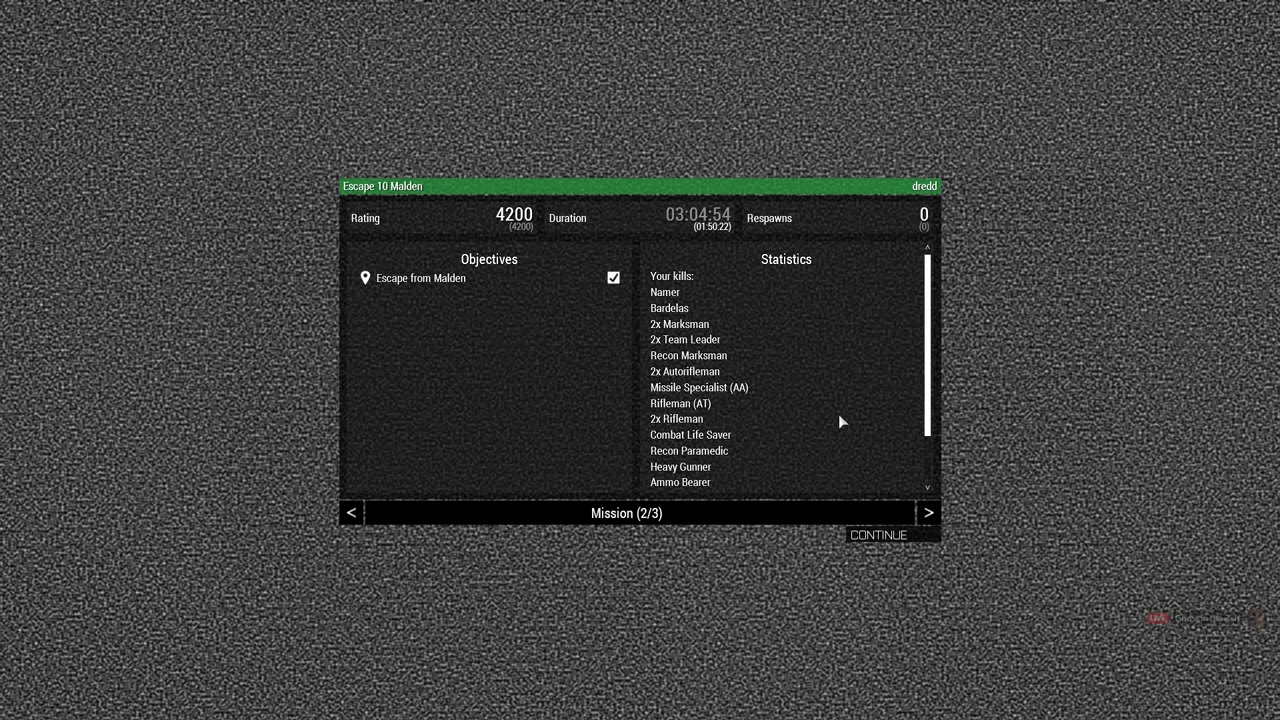 Escape 10 Malden
dredd
Rating
4200
(4200)
Duration
03:04:54
(01:50:22)
Respawns
0
(0)
Objectives
Escape from Malden
Statistics
Your kills:
Namer
Bardelas
2x Marksman
2x Team Leader
Recon Marksman
2x Autorifleman
Missile Specialist (AA)
Rifleman (AT)
2x Rifleman
Combat Life Saver
Recon Paramedic
Heavy Gunner
Ammo Bearer
< Mission (2/3) >
CONTINUE
LIVE